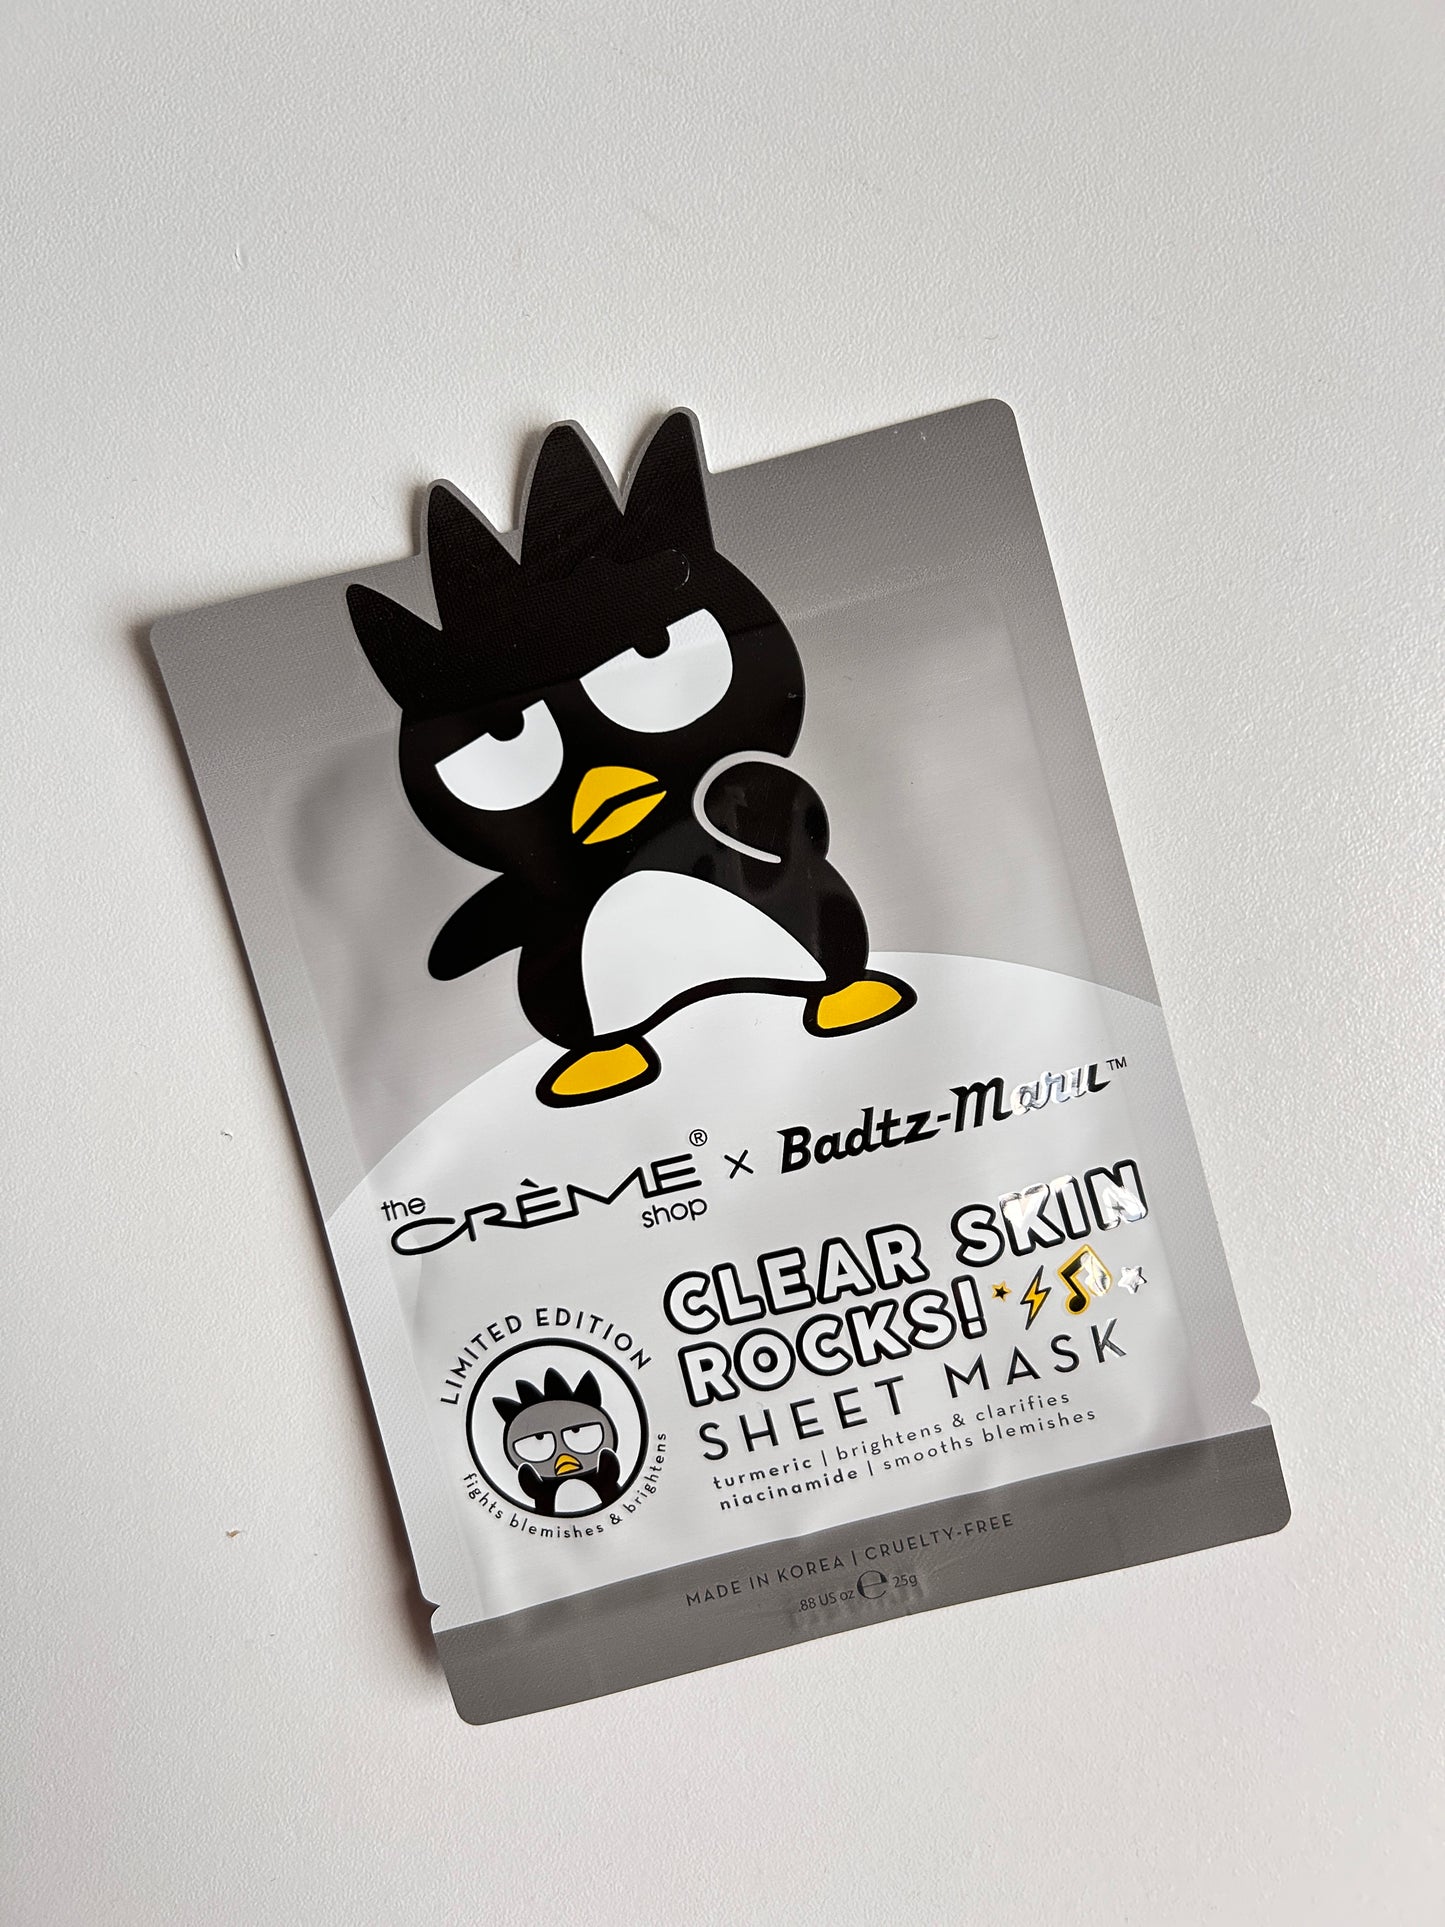 the CRÈME® shop × Badtz-Maru™
CLEAR SKIN
ROCKS!
SHEET MASK
turmeric | brightens & clarifies
niacinamide | smooths blemishes
LIMITED EDITION
fights blemishes & brightens
MADE IN KOREA | CRUELTY-FREE
.88 US oz ℮ 25g